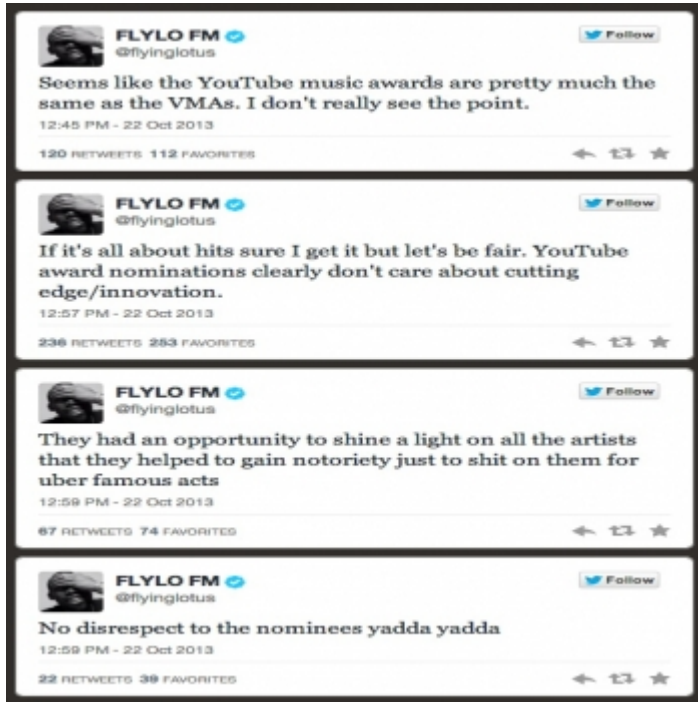 FLYLO FM
Follow
@flyinglotus
Seems like the YouTube music awards are pretty much the
same as the VMAs. I don't really see the point.
12:45 PM - 22 Oct 2013
120 RETWEETS 112 FAVORITES
FLYLO FM
Follow
@flyinglotus
If it's all about hits sure I get it but let's be fair. YouTube
award nominations clearly don't care about cutting
edge/innovation.
12:57 PM - 22 Oct 2013
236 RETWEETS 253 FAVORITES
FLYLO FM
Follow
@flyinglotus
They had an opportunity to shine a light on all the artists
that they helped to gain notoriety just to shit on them for
uber famous acts
12:59 PM - 22 Oct 2013
67 RETWEETS 74 FAVORITES
FLYLO FM
Follow
@flyinglotus
No disrespect to the nominees yadda yadda
12:59 PM - 22 Oct 2013
22 RETWEETS 39 FAVORITES